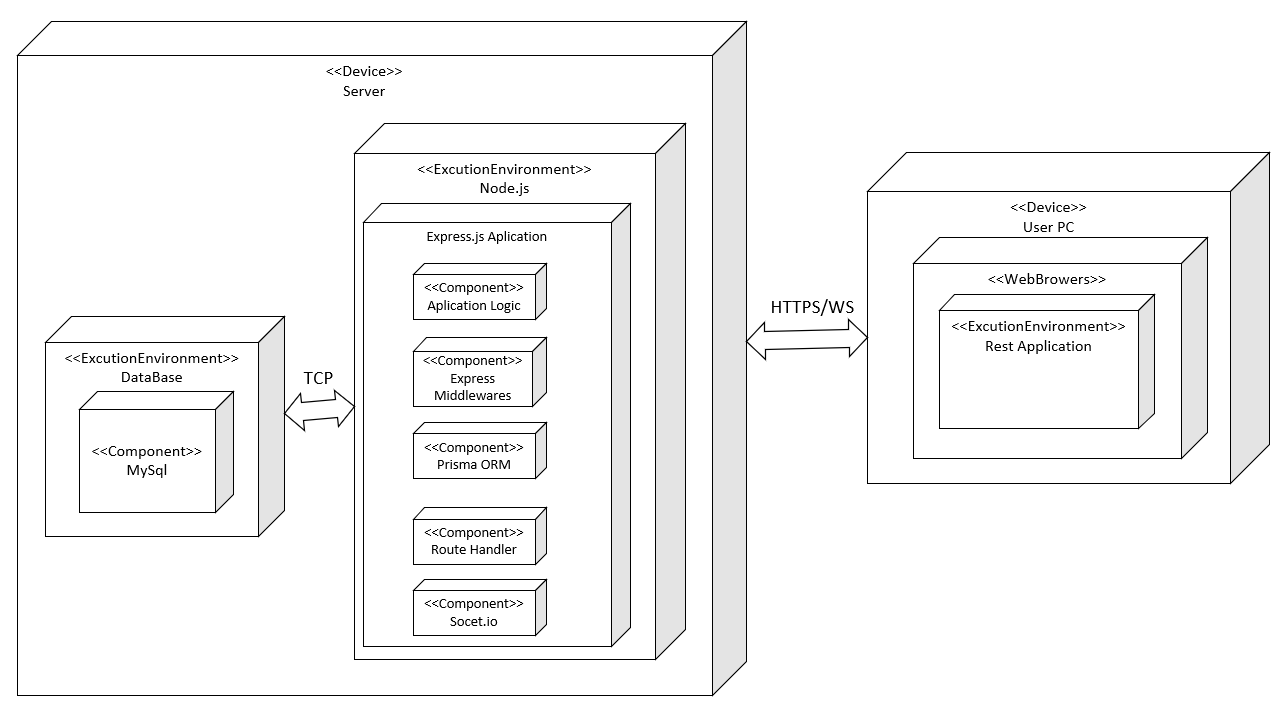 <<Device>>
Server
<<ExcutionEnvironment>>
DataBase
<<Component>>
MySql
TCP
<<ExcutionEnvironment>>
Node.js
Express.js Aplication
<<Component>>
Aplication Logic
<<Component>>
Express
Middlewares
<<Component>>
Prisma ORM
<<Component>>
Route Handler
<<Component>>
Socet.io
HTTPS/WS
<<Device>>
User PC
<<WebBrowers>>
<<ExcutionEnvironment>>
Rest Application